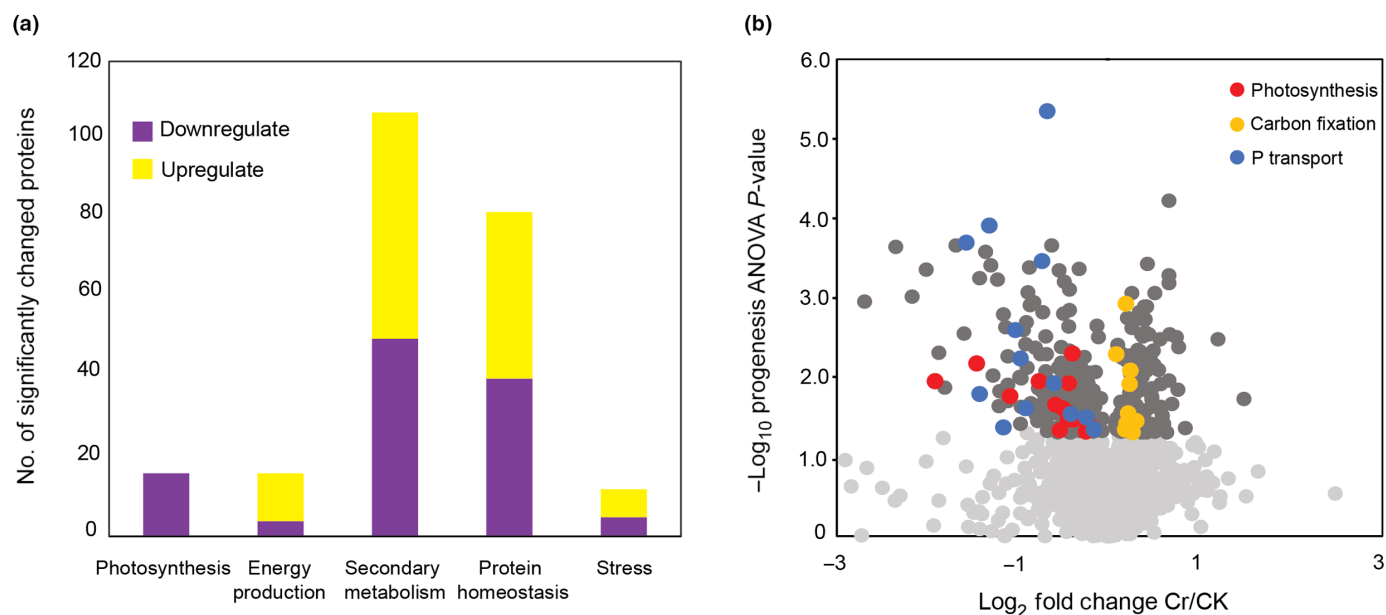 (a)
No. of significantly changed proteins
120
100
80
60
40
20
0
Downregulate
Upregulate
Photosynthesis
Energy
production
Secondary
metabolism
Protein
homeostasis
Stress
(b)
–Log10 progenesis ANOVA P-value
6.0
5.0
4.0
3.0
2.0
1.0
0
Photosynthesis
Carbon fixation
P transport
–3
–1
1
3
Log2 fold change Cr/CK